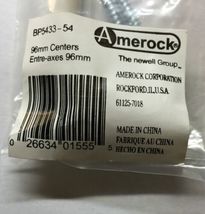 BP5433-54
96mm Centers
Entre-axes 96mm
Amerock®
The newell Group™
AMEROCK CORPORATION
ROCKFORD,IL,U.S.A.
61125-7018
MADE IN CHINA
FABRIQUE AU CHINA
HECHO EN CHINA
0 26634 01555 5